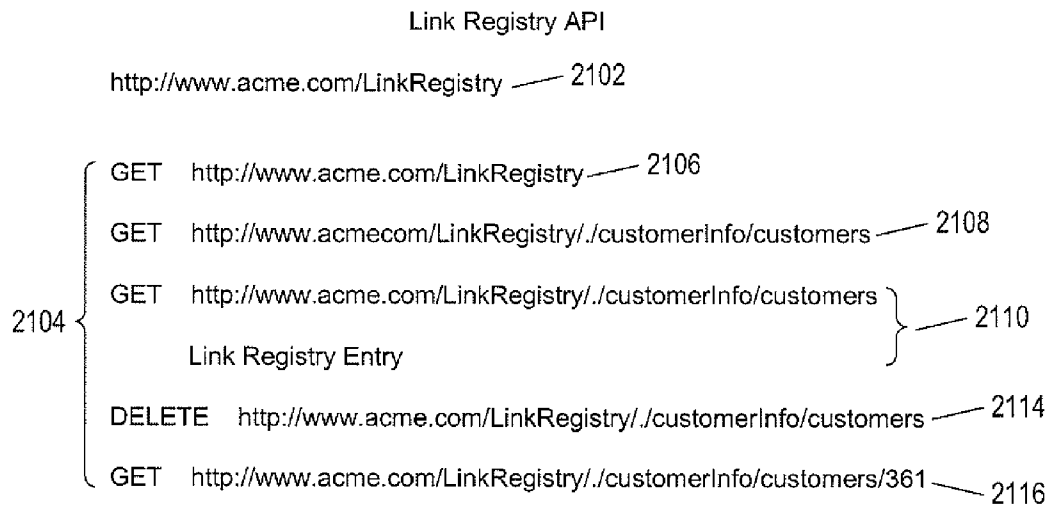 Link Registry API
http://www.acme.com/LinkRegistry 2102
GET http://www.acme.com/LinkRegistry 2106
GET http://www.acmecom/LinkRegistry/./customerInfo/customers 2108
GET http://www.acme.com/LinkRegistry/./customerInfo/customers
2104 2110
Link Registry Entry
DELETE http://www.acme.com/LinkRegistry/./customerInfo/customers 2114
GET http://www.acme.com/LinkRegistry/./customerInfo/customers/361 2116